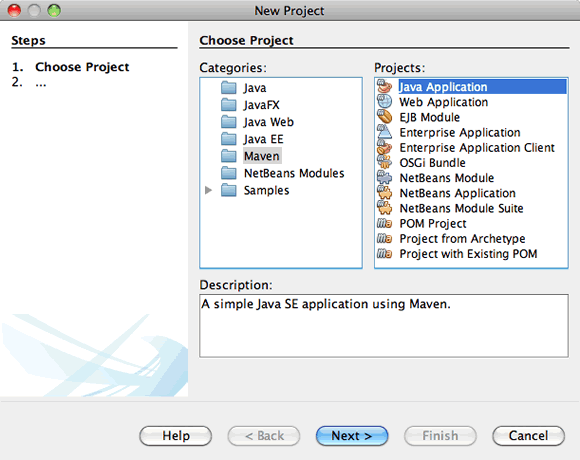 New Project
Steps
1. Choose Project
2. ...
Choose Project
Categories:
Java
JavaFX
Java Web
Java EE
Maven
NetBeans Modules
Samples
Projects:
Java Application
Web Application
EJB Module
Enterprise Application
Enterprise Application Client
OSGi Bundle
NetBeans Module
NetBeans Application
NetBeans Module Suite
POM Project
Project from Archetype
Project with Existing POM
Description:
A simple Java SE application using Maven.
Help
< Back
Next >
Finish
Cancel